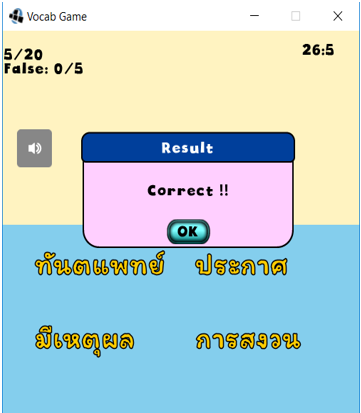 Vocab Game
5/20
26:5
False: 0/5
Result
Correct !!
OK
ทันตแพทย์ ประกาศ
มีเหตุผล การสงวน